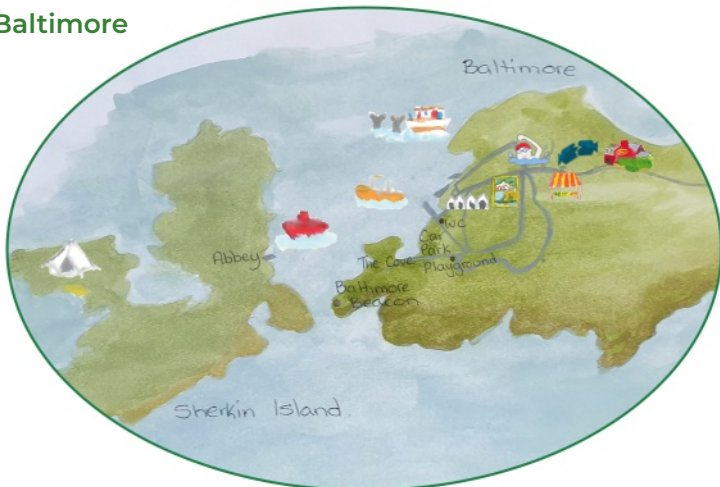 Baltimore
Baltimore
WC
Car
Park
Abbey
The Cove
Playground
Baltimore
Beacon
Sherkin Island.